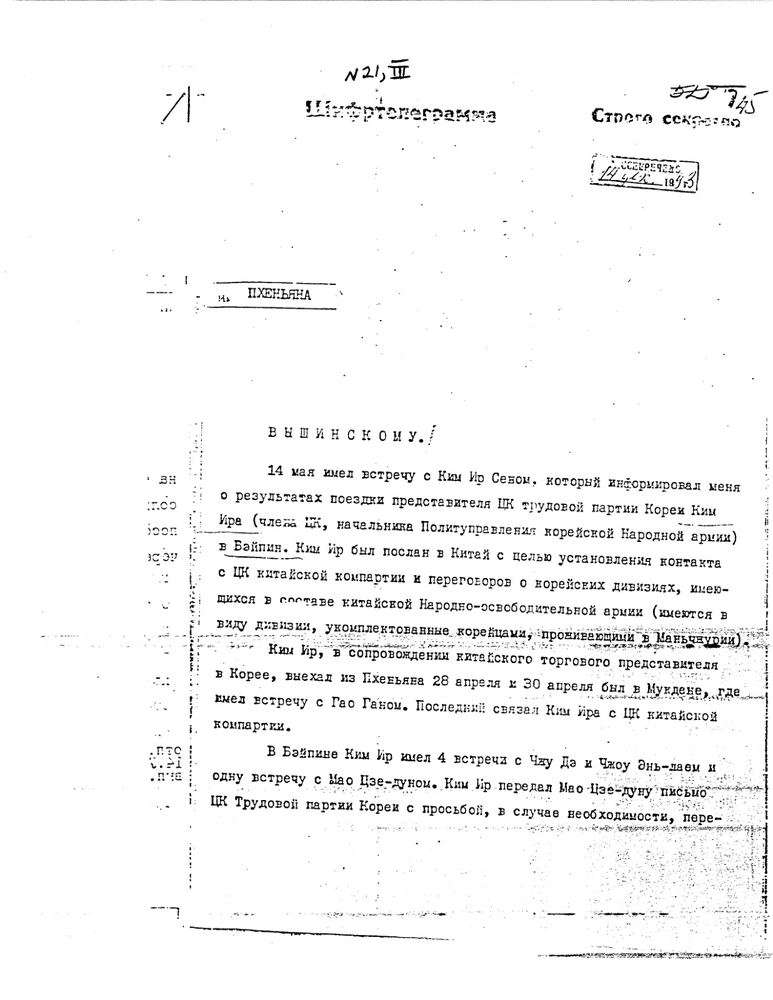 N 21, III
745
Шифртелеграмма
Строго секретно
РАССЕКРЕЧЕНО
14 дек. 1993 г.
Из ПХЕНЬЯНА
ВЫШИНСКОМУ.
14 мая имел встречу с Ким Ир Сеном, который информировал меня
о результатах поездки представителя ЦК трудовой партии Кореи Ким
Ира (члена ЦК, начальника Политуправления корейской Народной армии)
в Бэйпин. Ким Ир был послан в Китай с целью установления контакта
с ЦК китайской компартии и переговоров о корейских дивизиях, имею-
щихся в составе китайской Народно-освободительной армии (имеются в
виду дивизии, укомплектованные корейцами, проживающими в Маньчжурии).
Ким Ир, в сопровождении китайского торгового представителя
в Корее, выехал из Пхеньяна 28 апреля и 30 апреля был в Мукдене, где
имел встречу с Гао Ганом. Последний связал Ким Ира с ЦК китайской
компартии.
В Бэйпине Ким Ир имел 4 встречи с Чжу Дэ и Чжоу Энь-лаем и
одну встречу с Мао Цзе-дуном. Ким Ир передал Мао Цзе-дуну письмо
ЦК Трудовой партии Кореи с просьбой, в случае необходимости, пере-